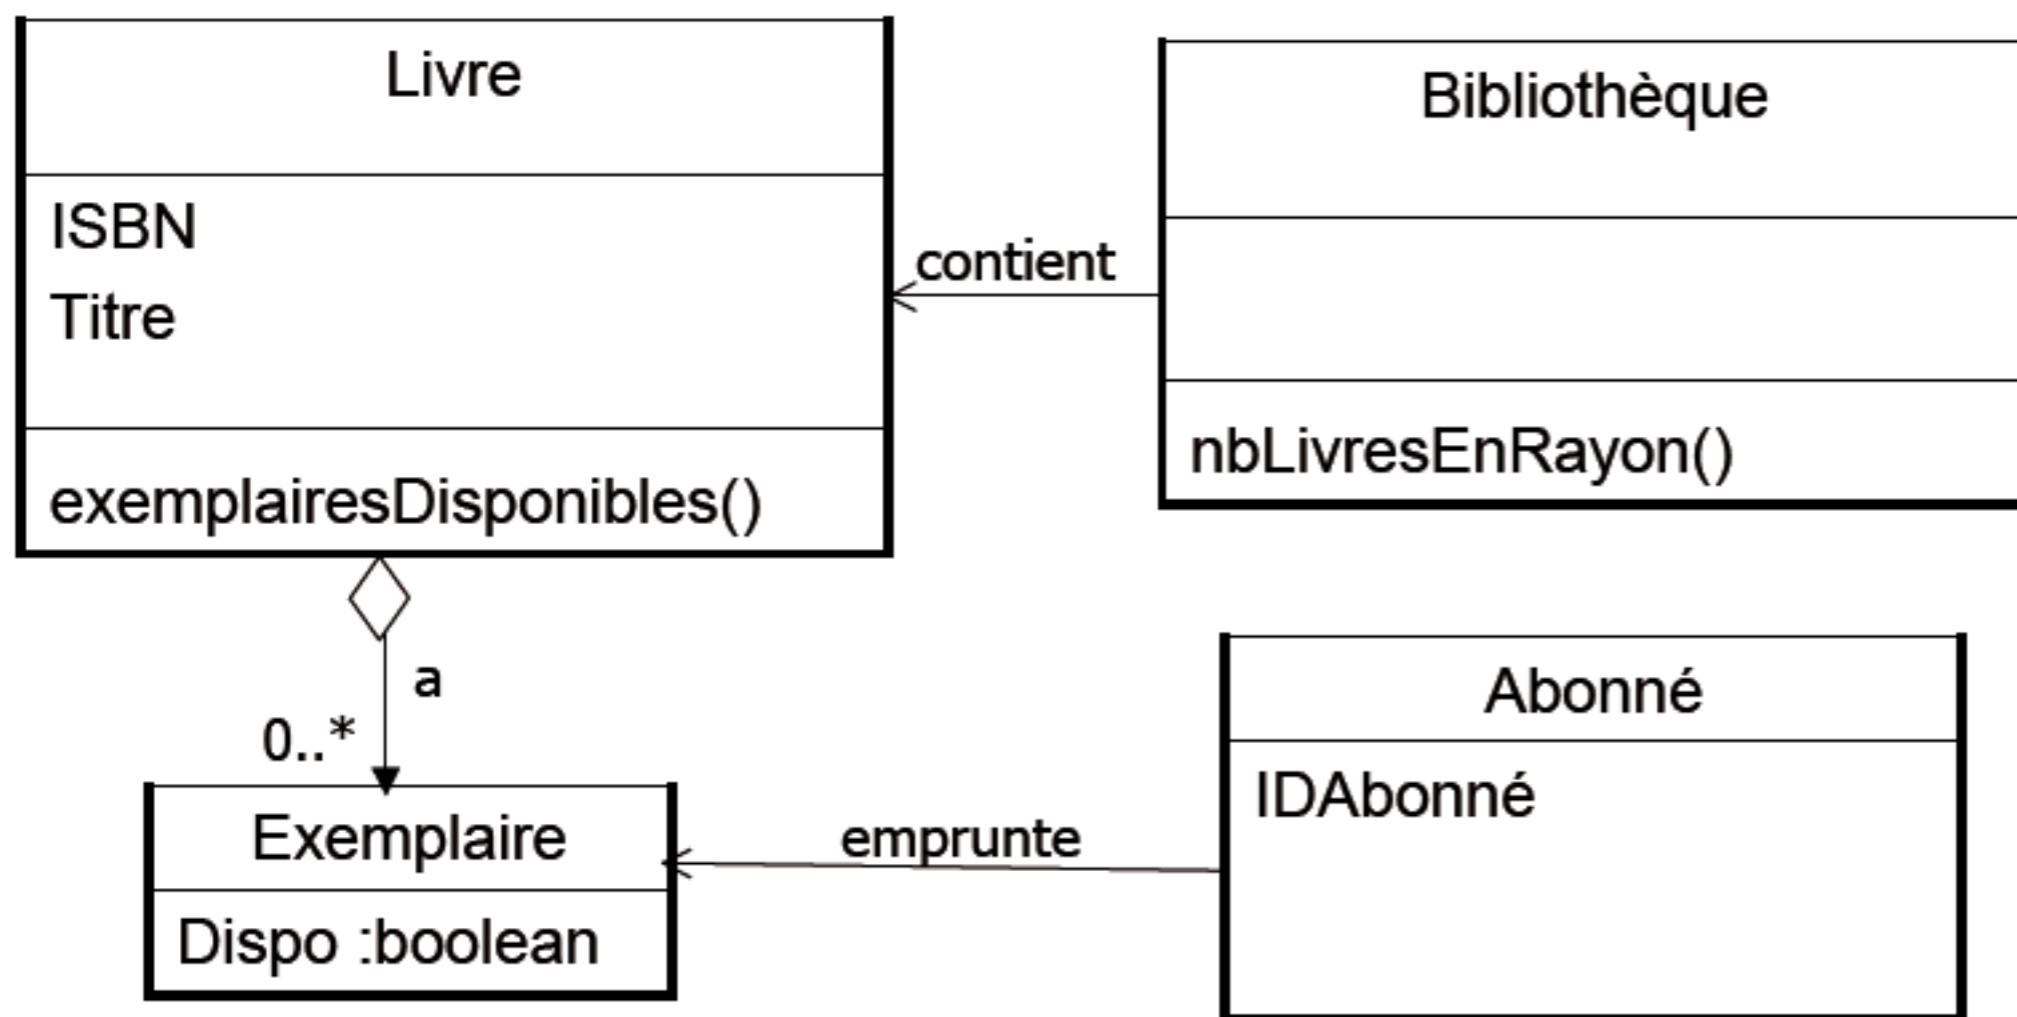 Livre
ISBN
Titre
exemplairesDisponibles()
contient
Bibliothèque
nbLivresEnRayon()
a
0..*
Exemplaire
Dispo :boolean
emprunte
Abonné
IDAbonné